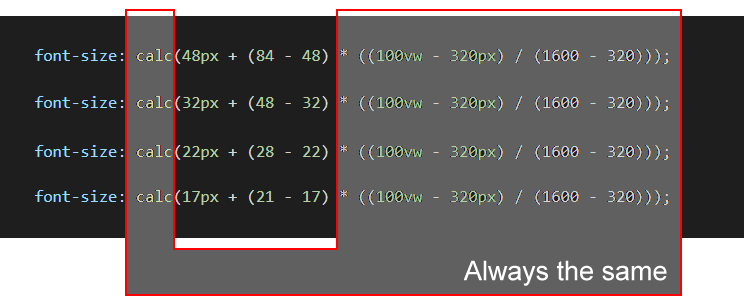 font-size: calc(48px + (84 - 48) * ((100vw - 320px) / (1600 - 320)));
font-size: calc(32px + (48 - 32) * ((100vw - 320px) / (1600 - 320)));
font-size: calc(22px + (28 - 22) * ((100vw - 320px) / (1600 - 320)));
font-size: calc(17px + (21 - 17) * ((100vw - 320px) / (1600 - 320)));
Always the same